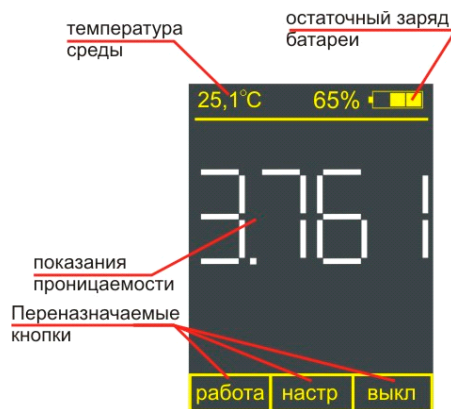 температура
среды
остаточный заряд
батареи
25,1°C 65%
3.761
показания
проницаемости
Переназначаемые
кнопки
работа настр выкл